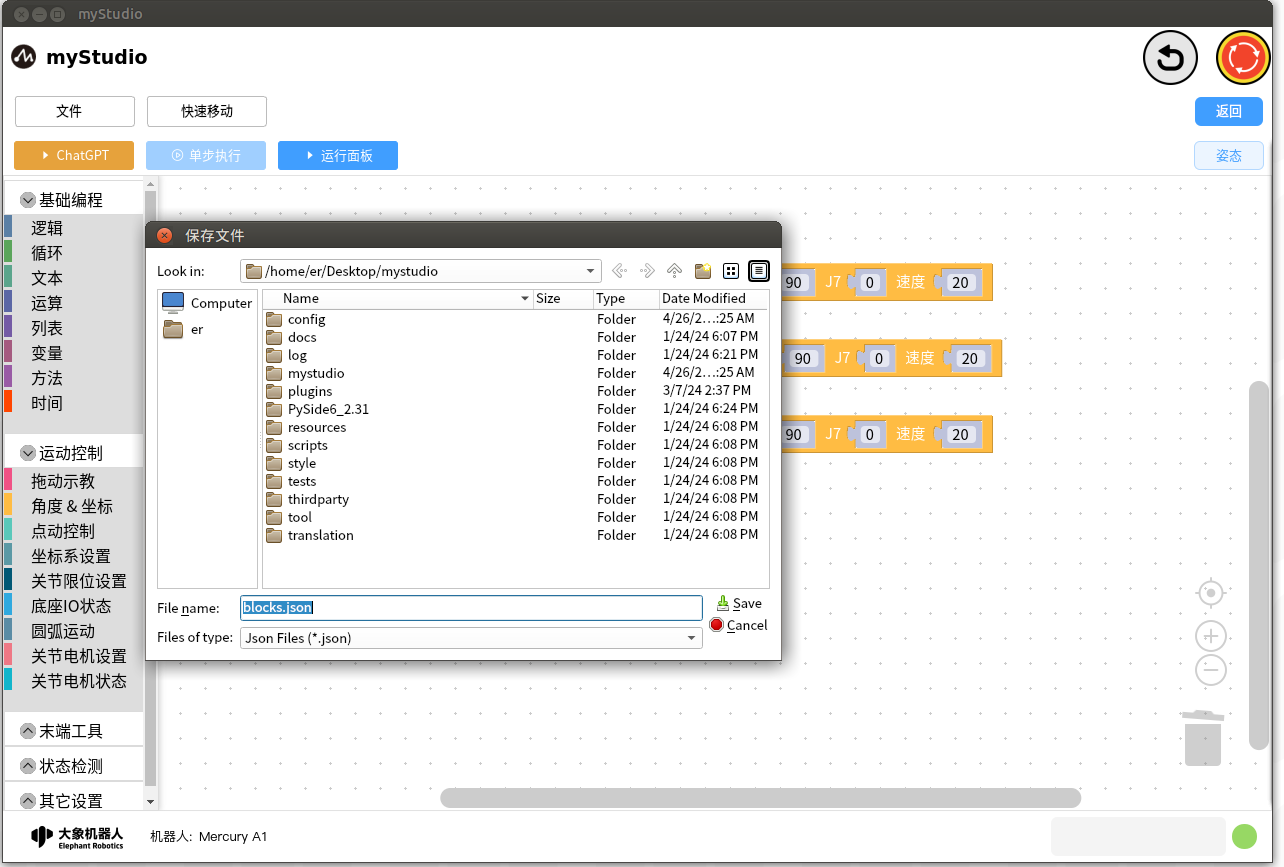 myStudio
myStudio
文件 快速移动 返回
ChatGPT 单步执行 运行面板 姿态
基础编程
逻辑
循环
文本
运算
列表
变量
方法
时间
运动控制
拖动示教
角度 & 坐标
点动控制
坐标系设置
关节限位设置
底座IO状态
圆弧运动
关节电机设置
关节电机状态
末端工具
状态检测
其它设置
90 J7 0 速度 20
90 J7 0 速度 20
90 J7 0 速度 20
保存文件
Look in: /home/er/Desktop/mystudio
Computer
er
Name Size Type Date Modified
config Folder 4/26/2...:25 AM
docs Folder 1/24/24 6:07 PM
log Folder 1/24/24 6:21 PM
mystudio Folder 4/26/2...:25 AM
plugins Folder 3/7/24 2:37 PM
PySide6_2.31 Folder 1/24/24 6:24 PM
resources Folder 1/24/24 6:08 PM
scripts Folder 1/24/24 6:08 PM
style Folder 1/24/24 6:08 PM
tests Folder 1/24/24 6:08 PM
thirdparty Folder 1/24/24 6:08 PM
tool Folder 1/24/24 6:08 PM
translation Folder 1/24/24 6:08 PM
File name: blocks.json Save
Files of type: Json Files (*.json) Cancel
大象机器人
Elephant Robotics
机器人: Mercury A1